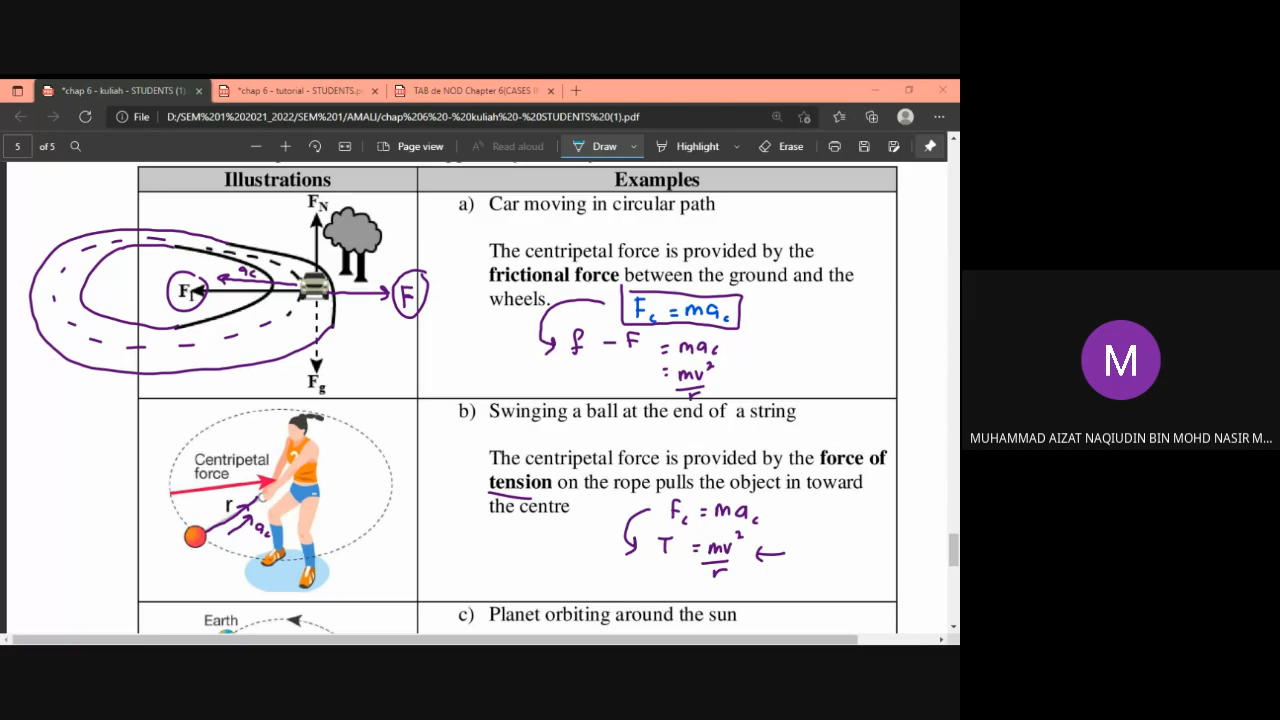 *chap 6 - kuliah - STUDENTS (1).
*chap 6 - tutorial - STUDENTS.p
TAB de NOD Chapter 6(CASES II
File
D:/SEM%201%202021_2022/SEM%201/AMALI/chap%206%20-%20kuliah%20-%20STUDENTS%20(1).pdf
5 of 5
Page view
Read aloud
Draw
Highlight
Erase
Illustrations
Examples
F_N
a_c
F
F_g
a) Car moving in circular path
The centripetal force is provided by the
frictional force between the ground and the
wheels.
F_c = ma_c
f - F = ma_c
= mv²/r
Centripetal
force
r
a_c
b) Swinging a ball at the end of a string
The centripetal force is provided by the force of
tension on the rope pulls the object in toward
the centre
F_c = ma_c
T = mv²/r
Earth
c) Planet orbiting around the sun
M
MUHAMMAD AIZAT NAQIUDIN BIN MOHD NASIR M...